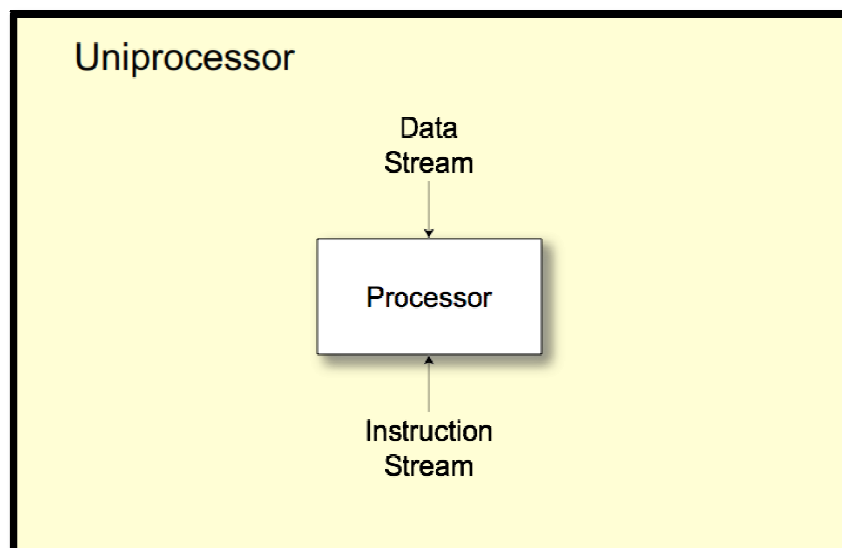 Uniprocessor
Data
Stream
Processor
Instruction
Stream